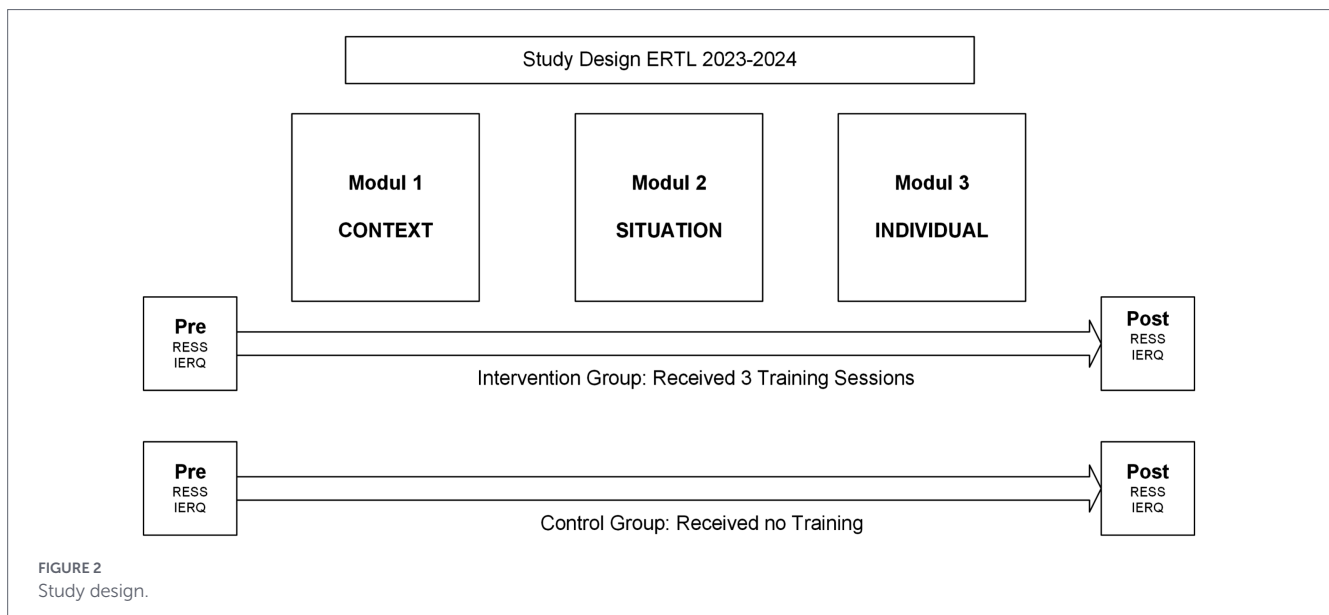 Study Design ERTL 2023-2024
Modul 1
CONTEXT
Modul 2
SITUATION
Modul 3
INDIVIDUAL
Pre
RESS
IERQ
Post
RESS
IERQ
Intervention Group: Received 3 Training Sessions
Pre
RESS
IERQ
Post
RESS
IERQ
Control Group: Received no Training
FIGURE 2
Study design.